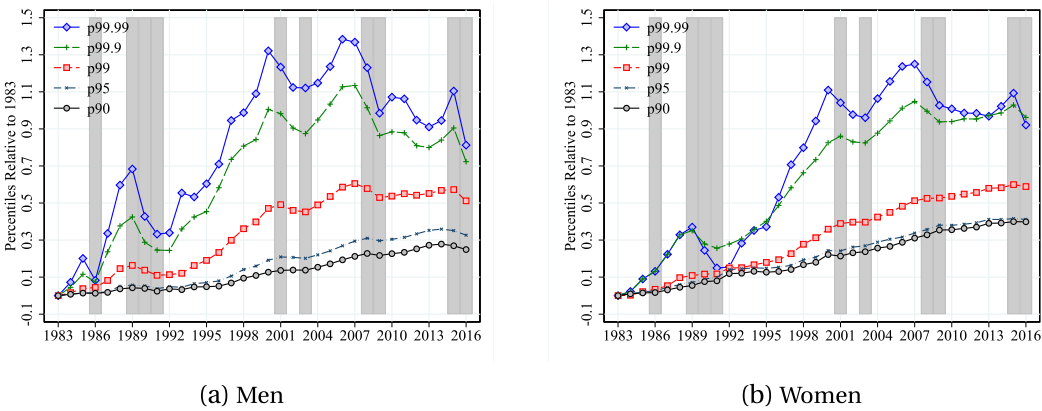 Percentiles Relative to 1983
1.5
1.3
1.1
0.9
0.7
0.5
0.3
0.1
-0.1
p99.99
p99.9
p99
p95
p90
1983 1986 1989 1992 1995 1998 2001 2004 2007 2010 2013 2016
(a) Men
Percentiles Relative to 1983
1.5
1.3
1.1
0.9
0.7
0.5
0.3
0.1
-0.1
p99.99
p99.9
p99
p95
p90
1983 1986 1989 1992 1995 1998 2001 2004 2007 2010 2013 2016
(b) Women